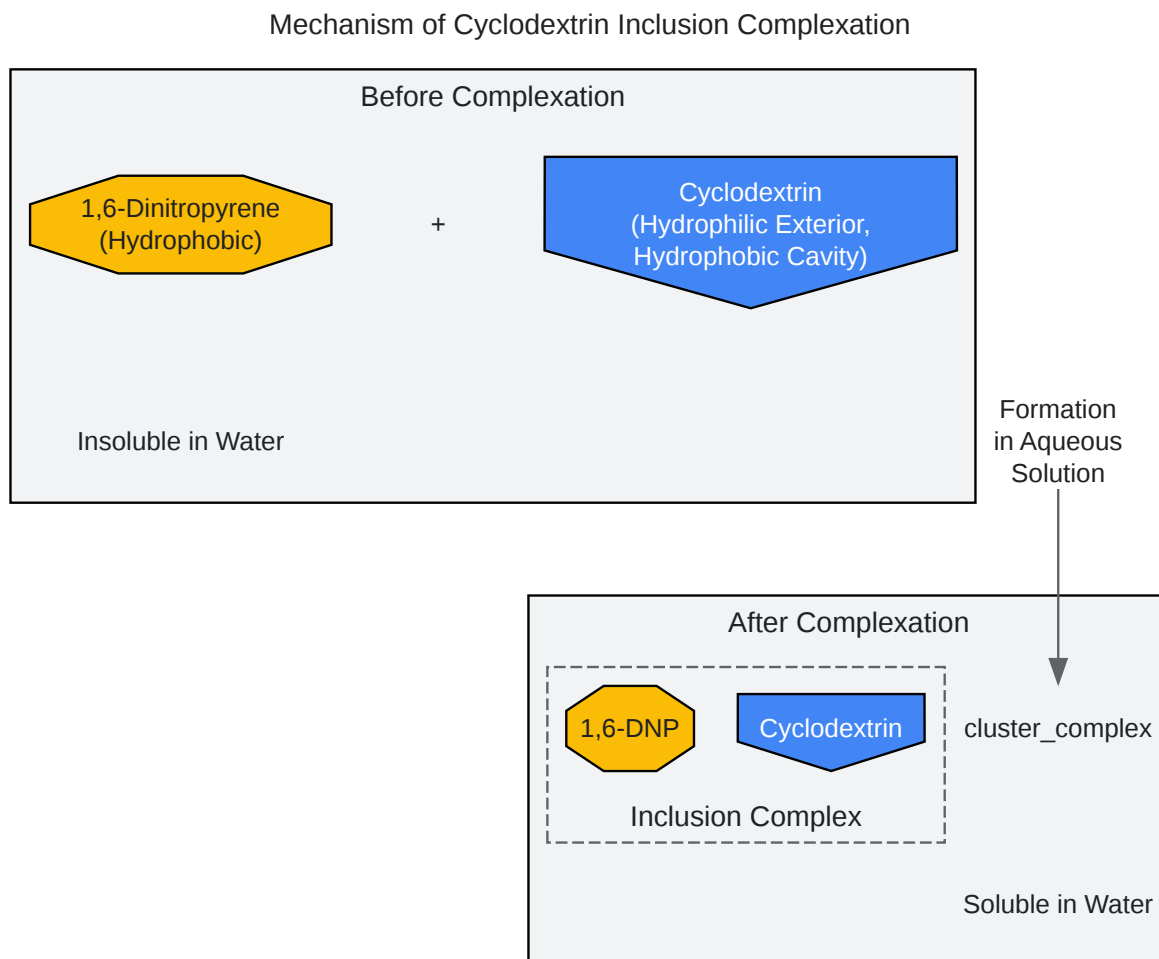 Mechanism of Cyclodextrin Inclusion Complexation
Before Complexation
1,6-Dinitropyrene
(Hydrophobic)
+
Cyclodextrin
(Hydrophilic Exterior,
Hydrophobic Cavity)
Insoluble in Water
Formation
in Aqueous
Solution
After Complexation
1,6-DNP
Cyclodextrin
cluster_complex
Inclusion Complex
Soluble in Water